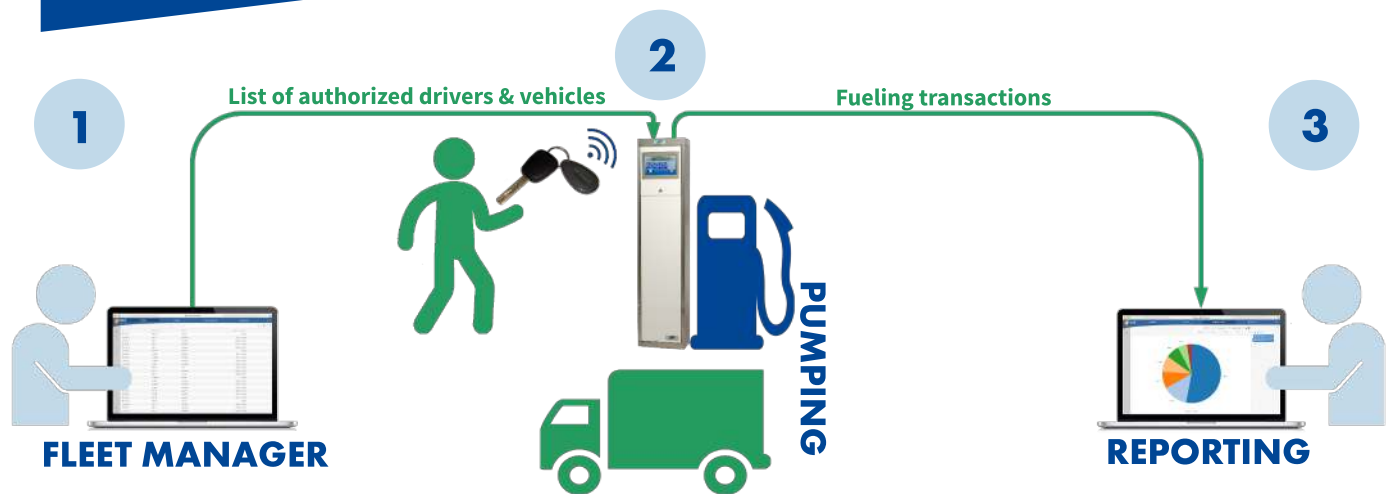 1
List of authorized drivers & vehicles
2
Fueling transactions
3
FLEET MANAGER
PUMPING
REPORTING